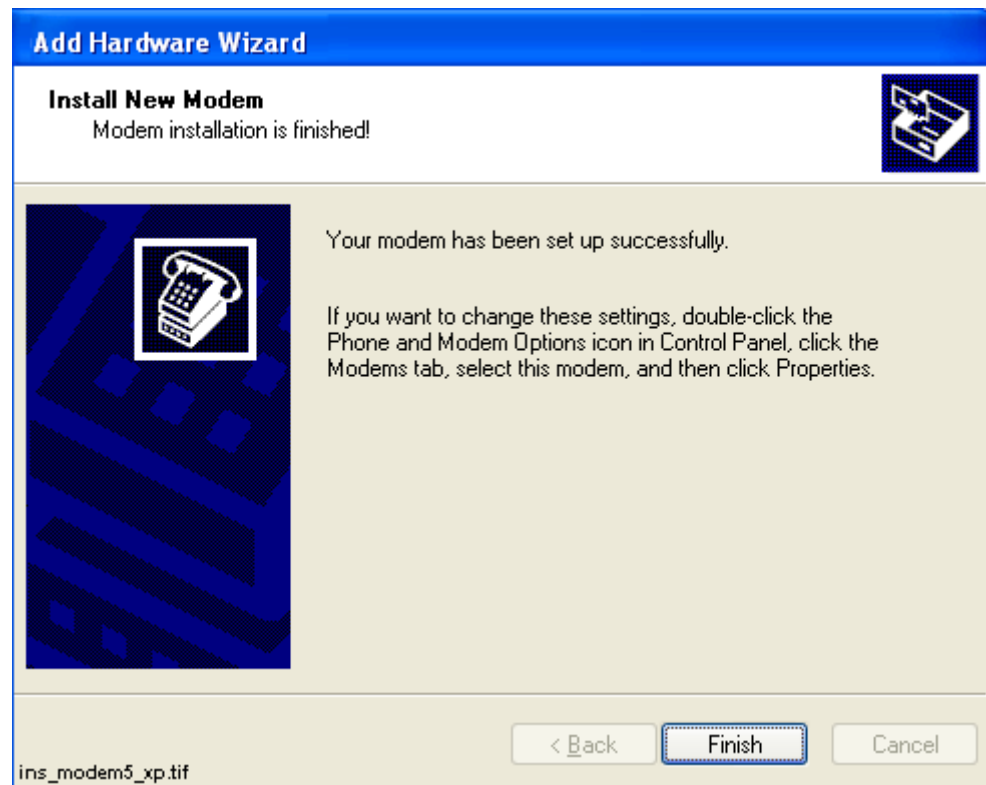 Add Hardware Wizard
Install New Modem
Modem installation is finished!
Your modem has been set up successfully.
If you want to change these settings, double-click the
Phone and Modem Options icon in Control Panel, click the
Modems tab, select this modem, and then click Properties.
< Back
Finish
Cancel
ins_modem5_xp.tif